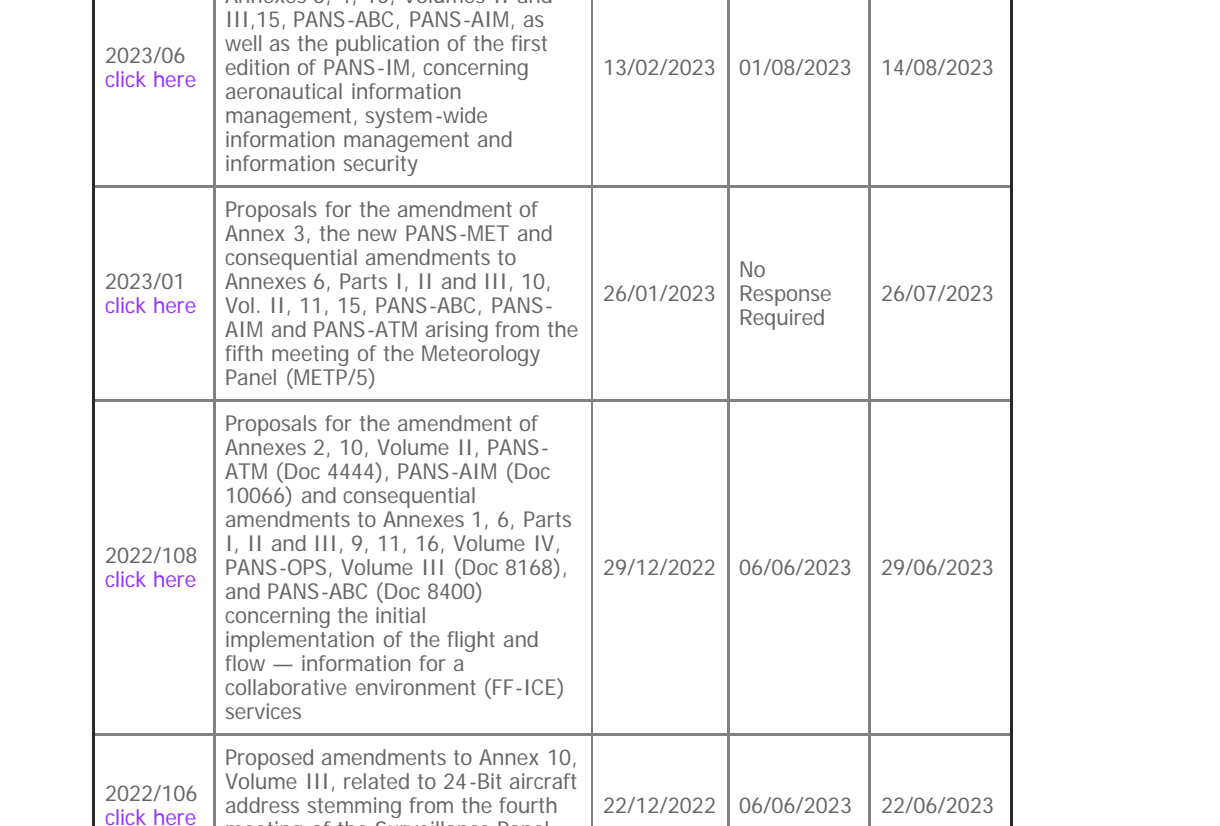 III,15, PANS-ABC, PANS-AIM, as
well as the publication of the first
edition of PANS-IM, concerning
aeronautical information
management, system-wide
information management and
information security
2023/06
click here
13/02/2023
01/08/2023
14/08/2023
2023/01
click here
Proposals for the amendment of
Annex 3, the new PANS-MET and
consequential amendments to
Annexes 6, Parts I, II and III, 10,
Vol. II, 11, 15, PANS-ABC, PANS-
AIM and PANS-ATM arising from the
fifth meeting of the Meteorology
Panel (METP/5)
26/01/2023
No
Response
Required
26/07/2023
2022/108
click here
Proposals for the amendment of
Annexes 2, 10, Volume II, PANS-
ATM (Doc 4444), PANS-AIM (Doc
10066) and consequential
amendments to Annexes 1, 6, Parts
I, II and III, 9, 11, 16, Volume IV,
PANS-OPS, Volume III (Doc 8168),
and PANS-ABC (Doc 8400)
concerning the initial
implementation of the flight and
flow — information for a
collaborative environment (FF-ICE)
services
29/12/2022
06/06/2023
29/06/2023
2022/106
click here
Proposed amendments to Annex 10,
Volume III, related to 24-Bit aircraft
address stemming from the fourth
meeting of the Surveillance Panel
22/12/2022
06/06/2023
22/06/2023